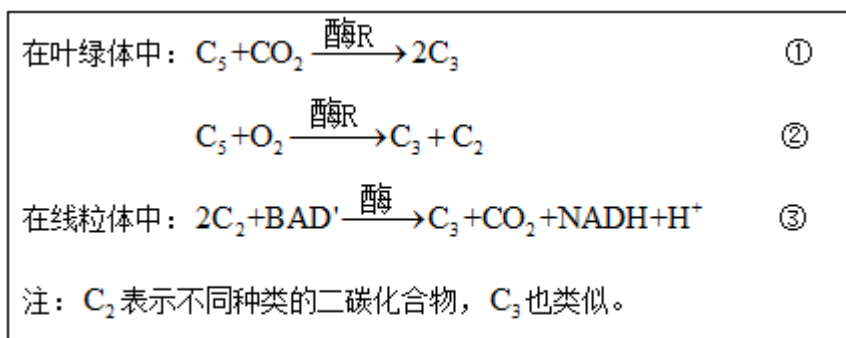 在叶绿体中：C₅+CO₂ —酶R→ 2C₃ ①
C₅+O₂ —酶R→ C₃+C₂ ②
在线粒体中：2C₂+BAD' —酶→ C₃+CO₂+NADH+H⁺ ③
注：C₂表示不同种类的二碳化合物，C₃也类似。